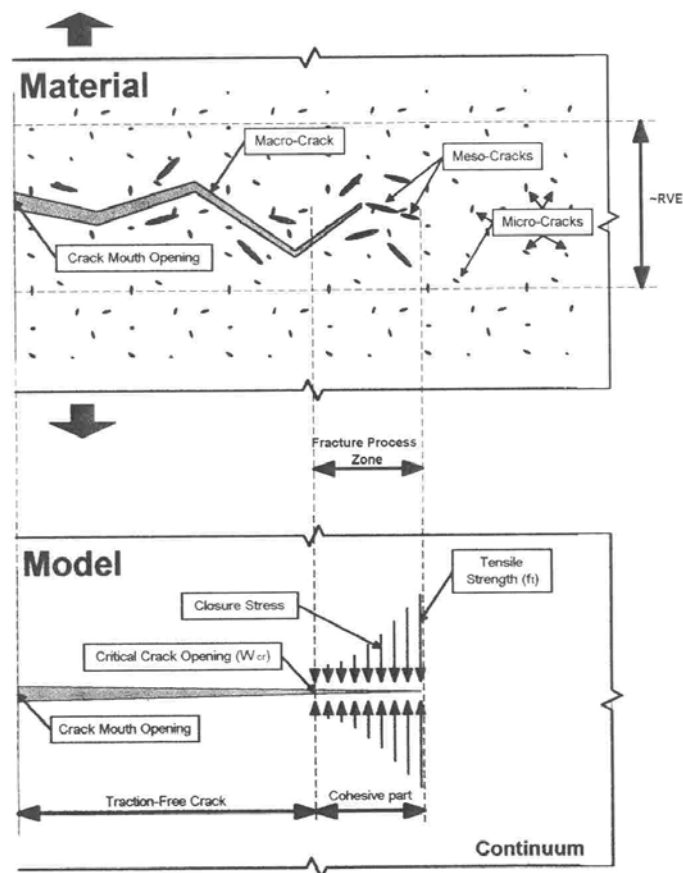 Material
Macro-Crack
Meso-Cracks
~RVE
Micro-Cracks
Crack Mouth Opening
Fracture Process
Zone
Model
Tensile
Strength (ft)
Closure Stress
Critical Crack Opening (Wcr)
Crack Mouth Opening
Traction-Free Crack
Cohesive part
Continuum